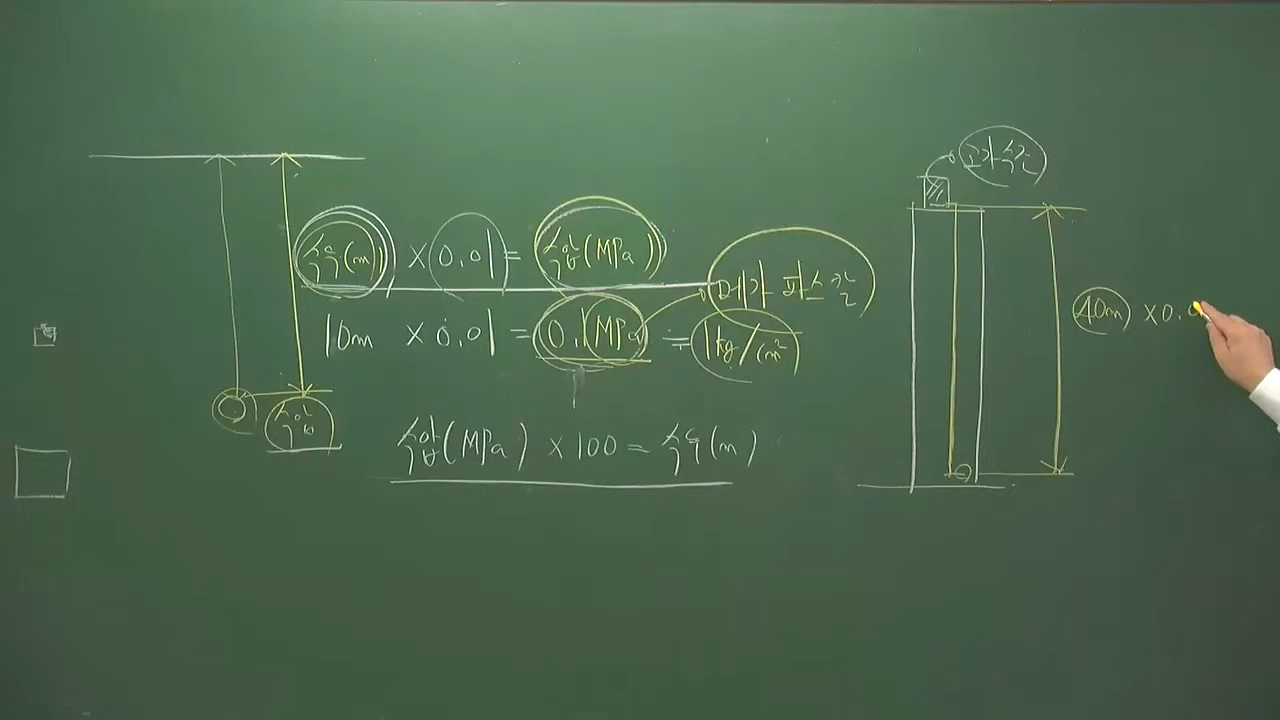 고가수조
수두(m) × 0.01 = 수압(MPa)
메가 파스칼
10m × 0.01 = 0.1MPa ≒ 1kg/cm²
40m × 0.0
수압
수압(MPa) × 100 = 수두(m)